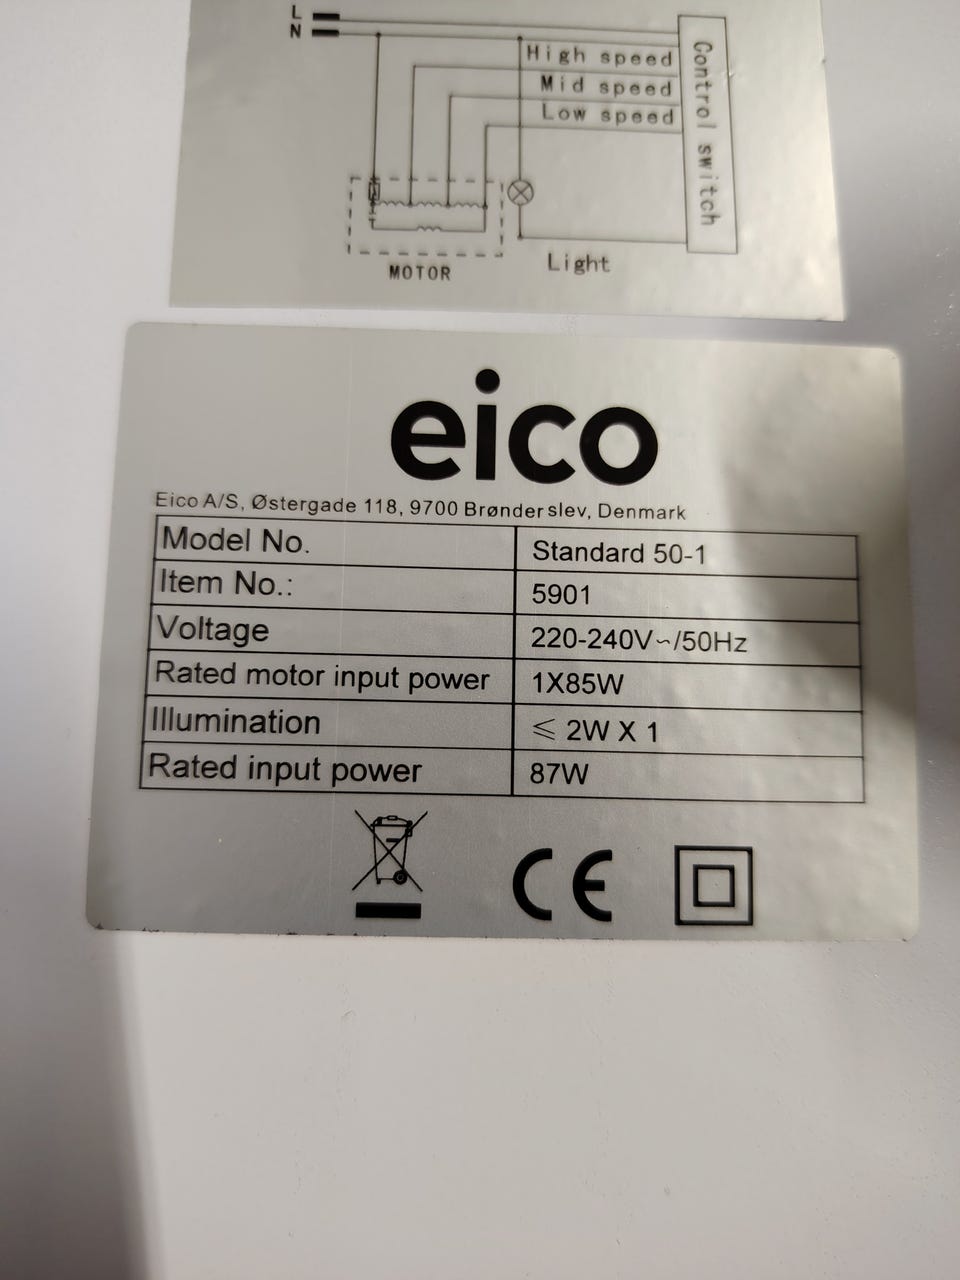 L
N
High speed
Mid speed
Low speed
Control switch
MOTOR
Light
eico
Eico A/S, Østergade 118, 9700 Brønderslev, Denmark
Model No. Standard 50-1
Item No.: 5901
Voltage 220-240V~/50Hz
Rated motor input power 1X85W
Illumination ⩽ 2W X 1
Rated input power 87W
CE